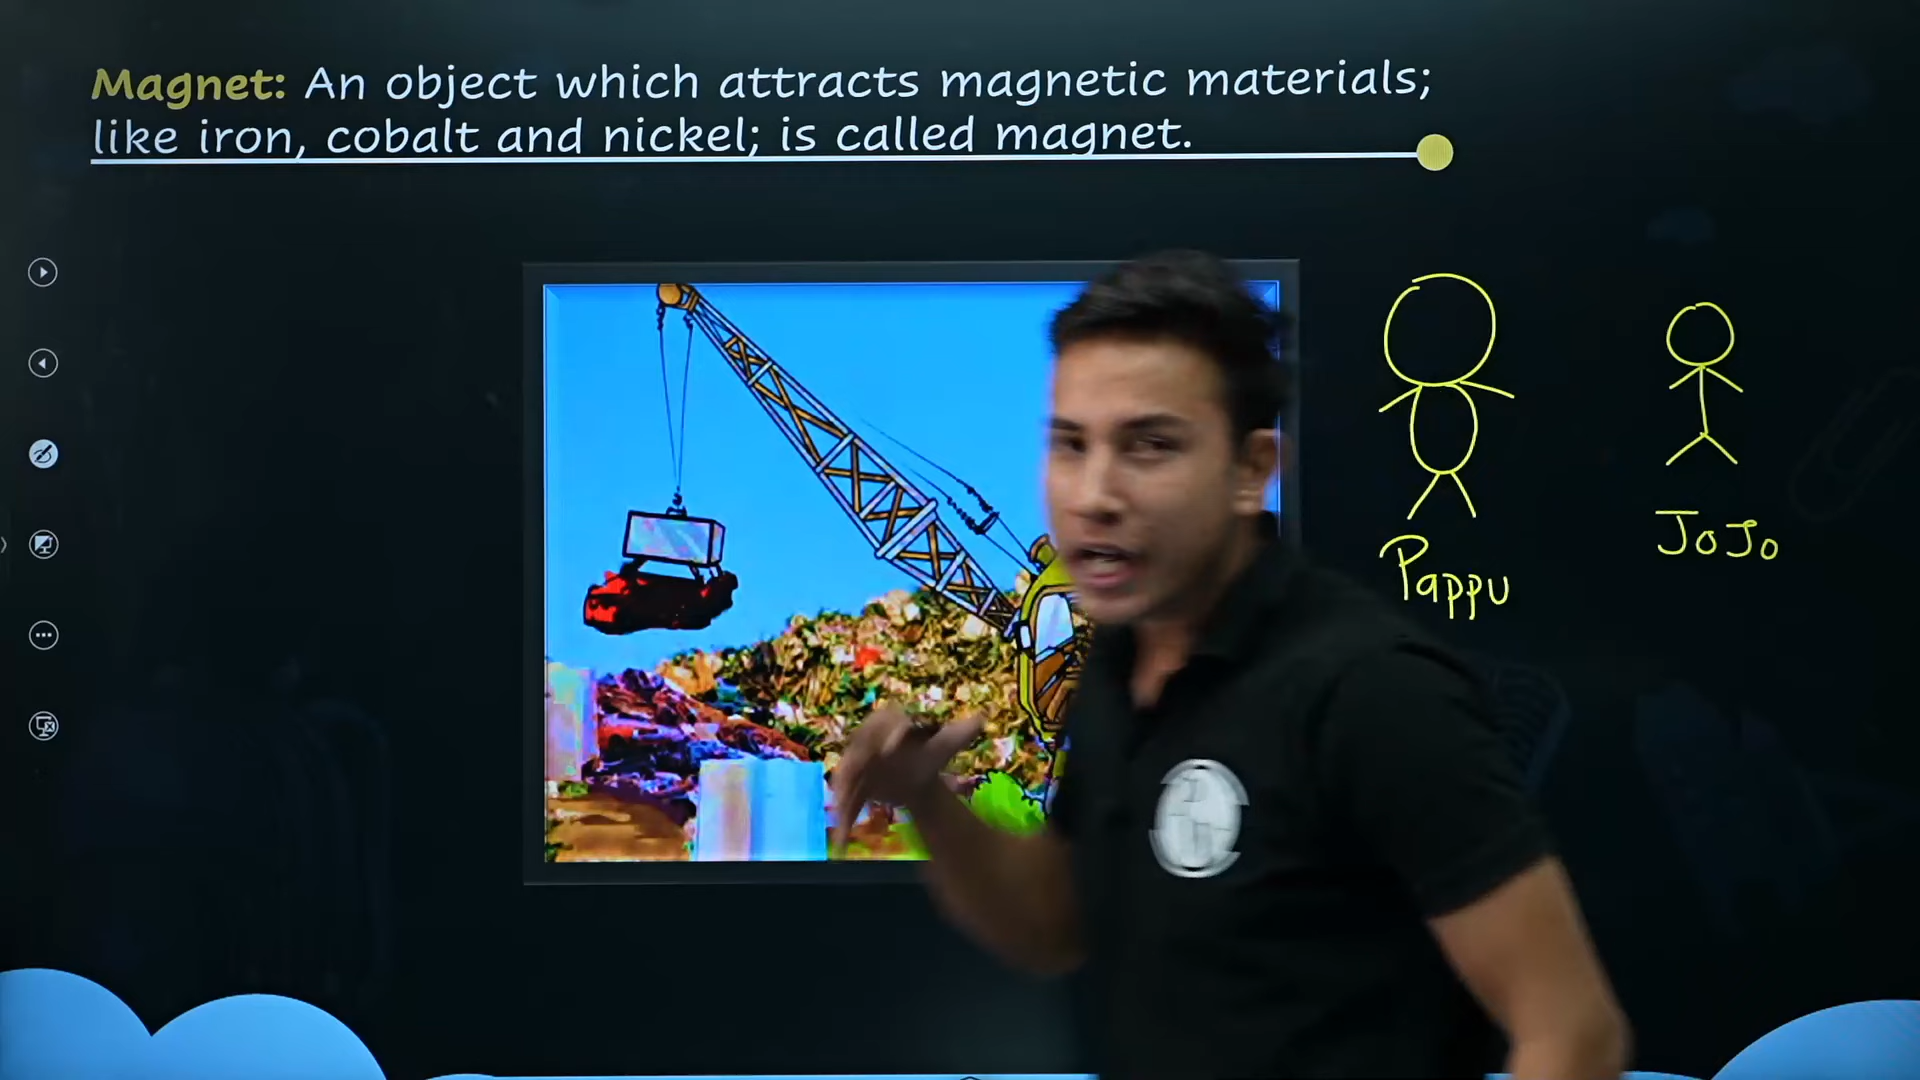 Magnet: An object which attracts magnetic materials;
like iron, cobalt and nickel; is called magnet.
Pappu
JoJo